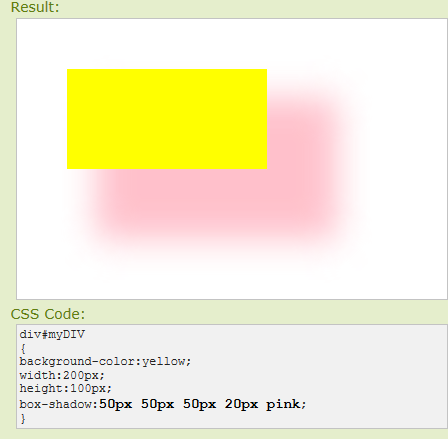 Result:
CSS Code:
div#myDIV
{
background-color:yellow;
width:200px;
height:100px;
box-shadow:50px 50px 50px 20px pink;
}